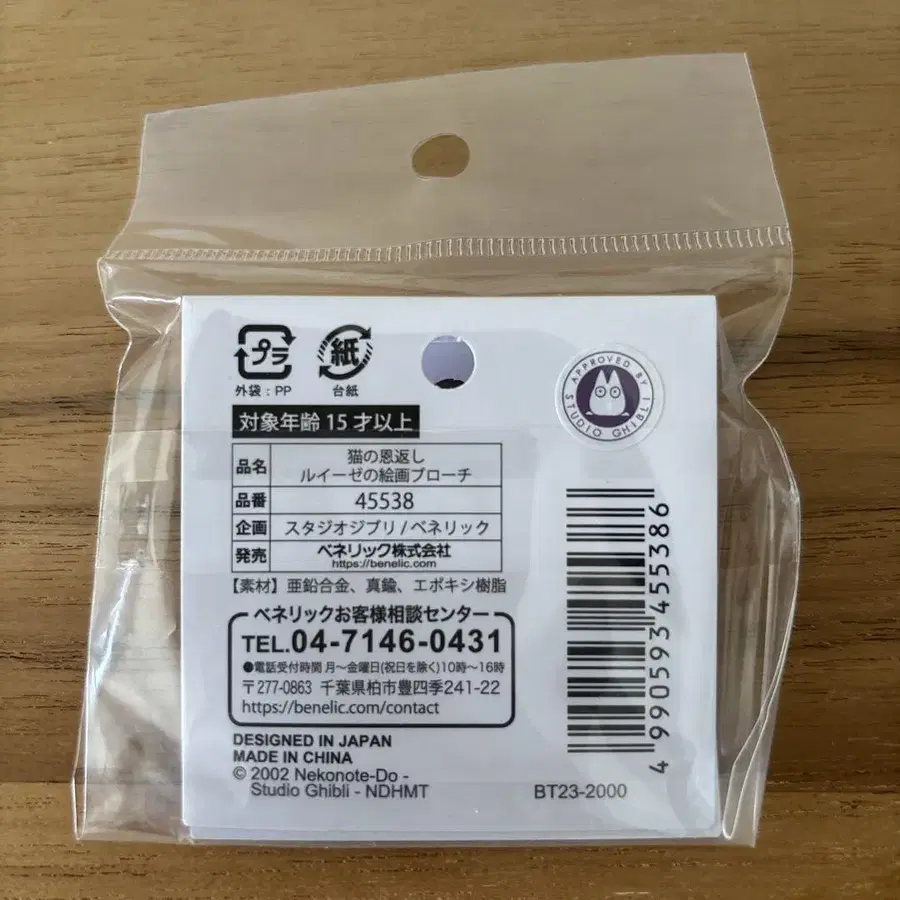 プラ
紙
外袋：PP
台紙
APPROVED BY
STUDIO GHIBLI
対象年齢 15 才以上
品名 猫の恩返し
ルイーゼの絵画ブローチ
品番 45538
企画 スタジオジブリ / ベネリック
発売 ベネリック株式会社
https://benelic.com
【素材】亜鉛合金、真鍮、エポキシ樹脂
ベネリックお客様相談センター
TEL.04-7146-0431
●電話受付時間 月～金曜日(祝日を除く)10時～16時
〒277-0863 千葉県柏市豊四季241-22
https://benelic.com/contact
DESIGNED IN JAPAN
MADE IN CHINA
© 2002 Nekonote-Do -
Studio Ghibli - NDHMT
BT23-2000
4990593455386